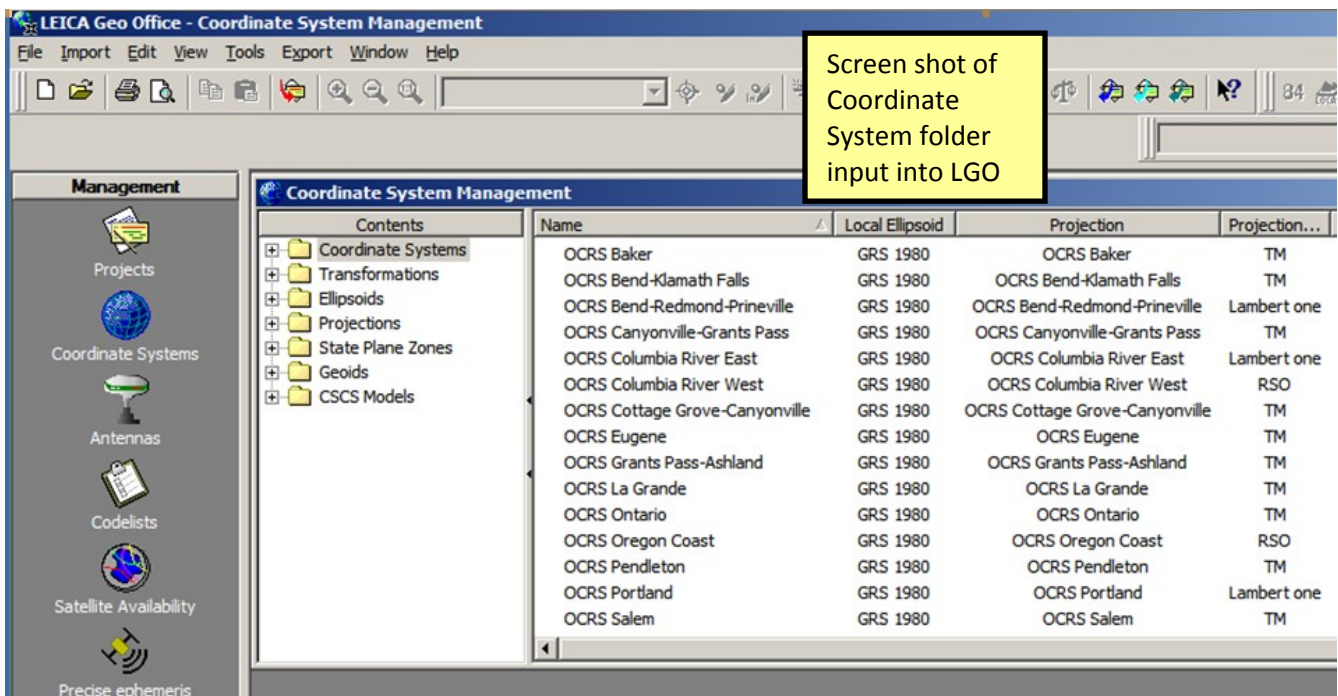 LEICA Geo Office - Coordinate System Management
File Import Edit View Tools Export Window Help
Screen shot of
Coordinate
System folder
input into LGO
84
Management
Projects
Coordinate Systems
Antennas
Codelists
Satellite Availability
Precise ephemeris
Coordinate System Management
Contents
Coordinate Systems
Transformations
Ellipsoids
Projections
State Plane Zones
Geoids
CSCS Models
Name Local Ellipsoid Projection Projection...
OCRS Baker GRS 1980 OCRS Baker TM
OCRS Bend-Klamath Falls GRS 1980 OCRS Bend-Klamath Falls TM
OCRS Bend-Redmond-Prineville GRS 1980 OCRS Bend-Redmond-Prineville Lambert one
OCRS Canyonville-Grants Pass GRS 1980 OCRS Canyonville-Grants Pass TM
OCRS Columbia River East GRS 1980 OCRS Columbia River East Lambert one
OCRS Columbia River West GRS 1980 OCRS Columbia River West RSO
OCRS Cottage Grove-Canyonville GRS 1980 OCRS Cottage Grove-Canyonville TM
OCRS Eugene GRS 1980 OCRS Eugene TM
OCRS Grants Pass-Ashland GRS 1980 OCRS Grants Pass-Ashland TM
OCRS La Grande GRS 1980 OCRS La Grande TM
OCRS Ontario GRS 1980 OCRS Ontario TM
OCRS Oregon Coast GRS 1980 OCRS Oregon Coast RSO
OCRS Pendleton GRS 1980 OCRS Pendleton TM
OCRS Portland GRS 1980 OCRS Portland Lambert one
OCRS Salem GRS 1980 OCRS Salem TM